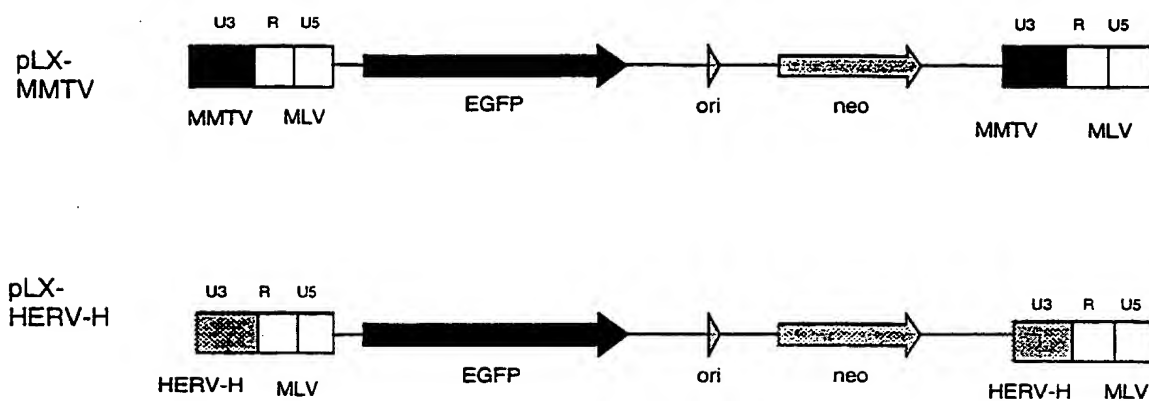 U3 R U5 U3 R U5
pLX-
MMTV
EGFP ori neo
MMTV MLV MMTV MLV
pLX-
HERV-H
U3 R U5 U3 R U5
EGFP ori neo
HERV-H MLV HERV-H MLV